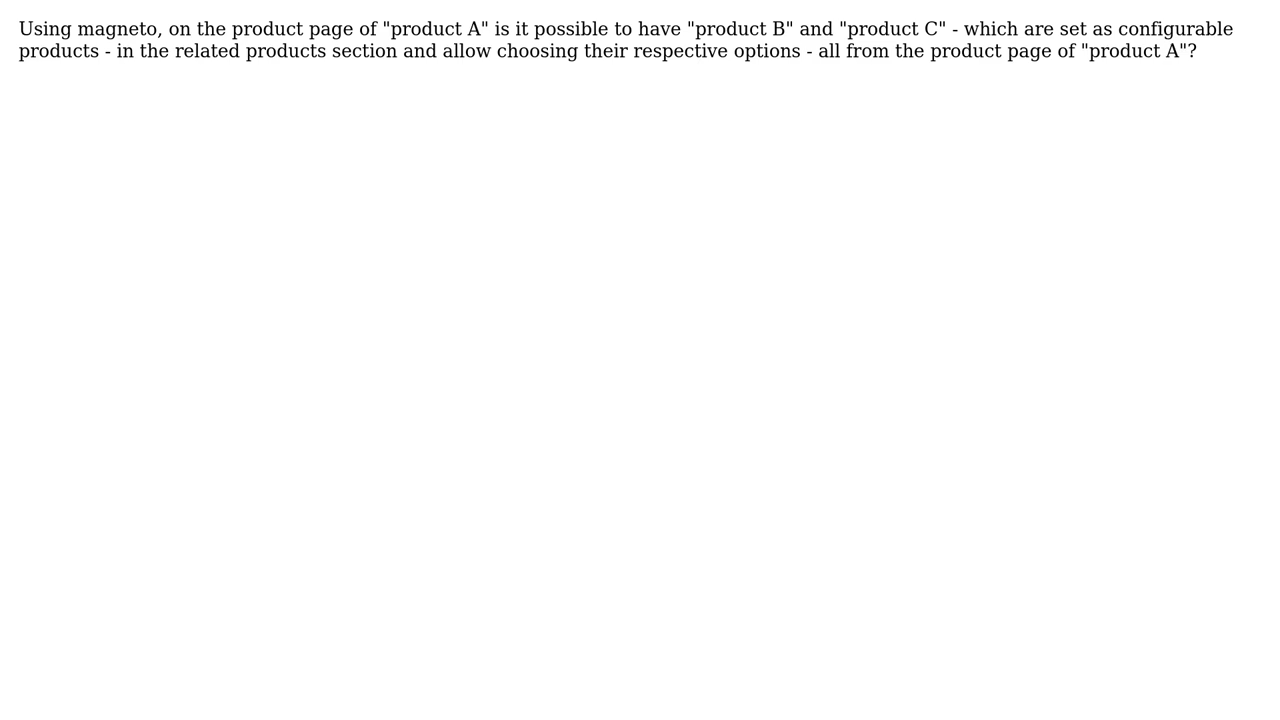 Using magneto, on the product page of "product A" is it possible to have "product B" and "product C" - which are set as configurable
products - in the related products section and allow choosing their respective options - all from the product page of "product A"?